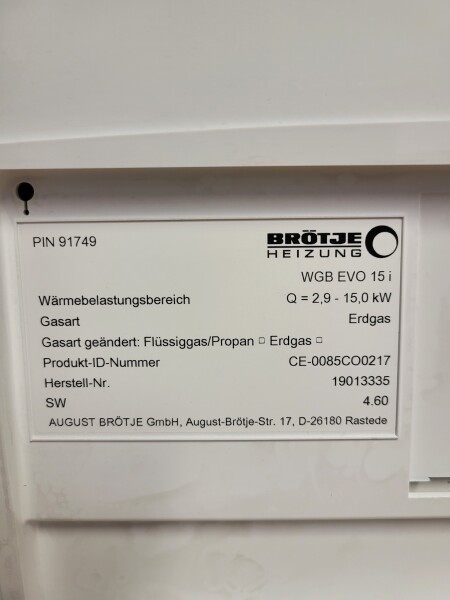 PIN 91749
BRÖTJE
HEIZUNG
WGB EVO 15 i
Wärmebelastungsbereich Q = 2,9 - 15,0 kW
Gasart Erdgas
Gasart geändert: Flüssiggas/Propan □ Erdgas □
Produkt-ID-Nummer CE-0085CO0217
Herstell-Nr. 19013335
SW 4.60
AUGUST BRÖTJE GmbH, August-Brötje-Str. 17, D-26180 Rastede